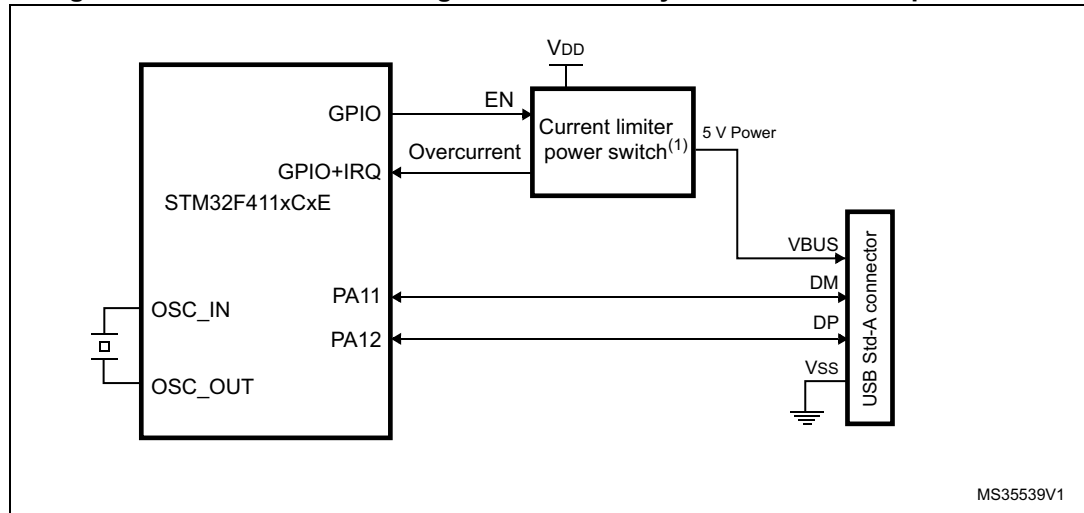 VDD
GPIO
EN
Current limiter
power switch(1)
5 V Power
Overcurrent
GPIO+IRQ
STM32F411xCxE
VBUS
DM
OSC_IN
PA11
DP
PA12
VSS
OSC_OUT
USB Std-A connector
MS35539V1